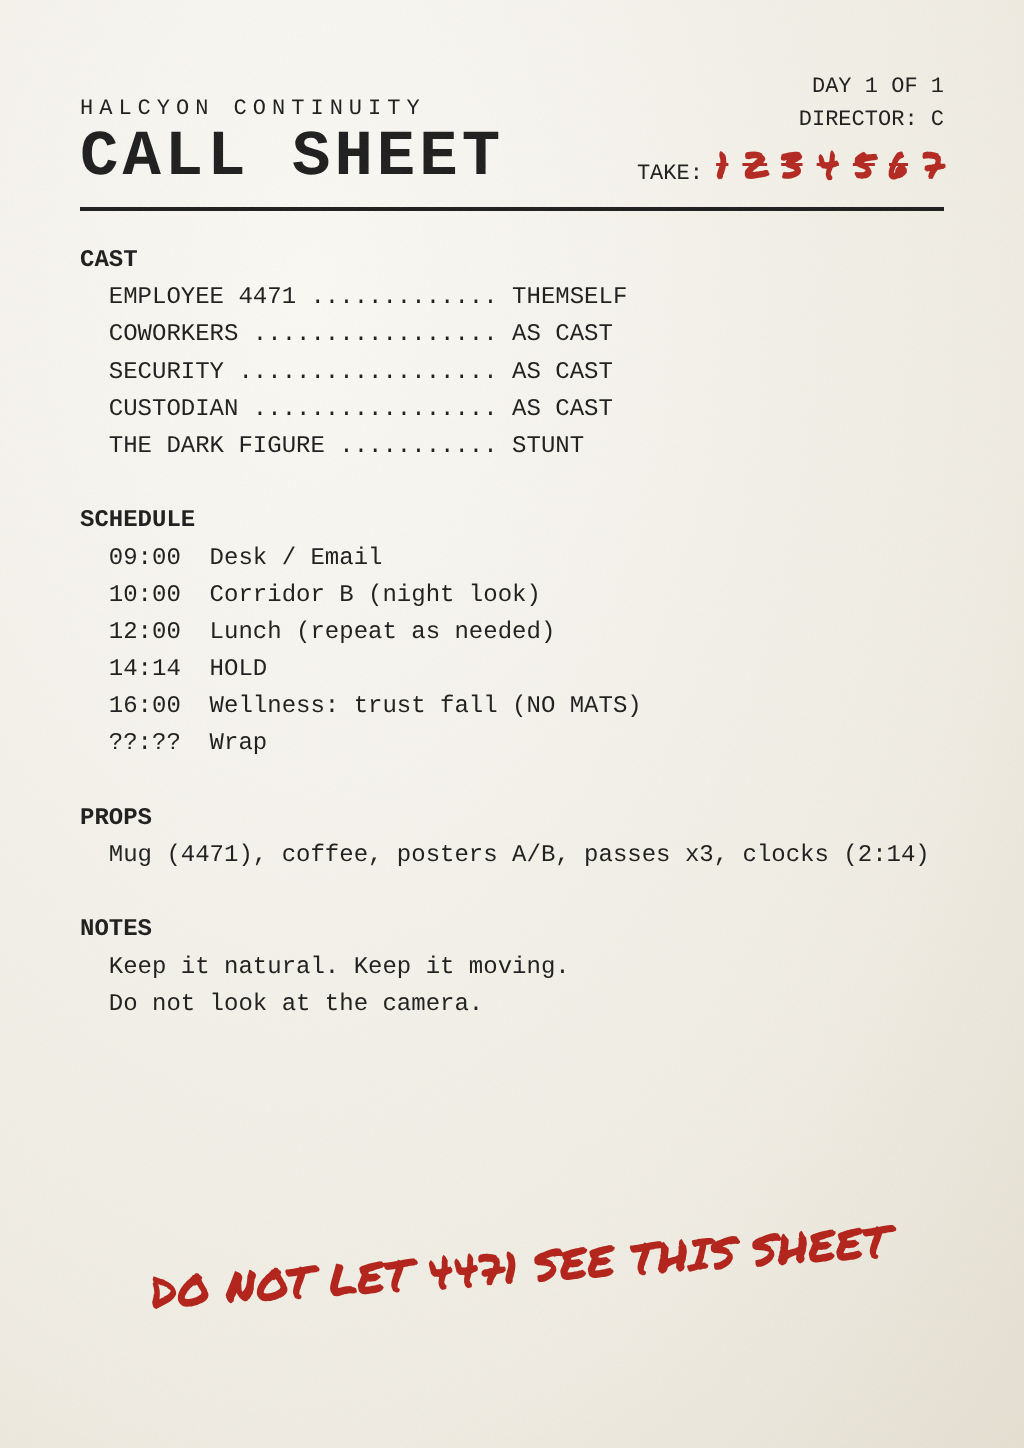 HALCYON CONTINUITY
CALL SHEET
DAY 1 OF 1
DIRECTOR: C
TAKE: 1 2 3 4 5 6 7
CAST
EMPLOYEE 4471 ............. THEMSELF
COWORKERS ................. AS CAST
SECURITY .................. AS CAST
CUSTODIAN ................. AS CAST
THE DARK FIGURE ........... STUNT
SCHEDULE
09:00 Desk / Email
10:00 Corridor B (night look)
12:00 Lunch (repeat as needed)
14:14 HOLD
16:00 Wellness: trust fall (NO MATS)
??:?? Wrap
PROPS
Mug (4471), coffee, posters A/B, passes x3, clocks (2:14)
NOTES
Keep it natural. Keep it moving.
Do not look at the camera.
DO NOT LET 4471 SEE THIS SHEET